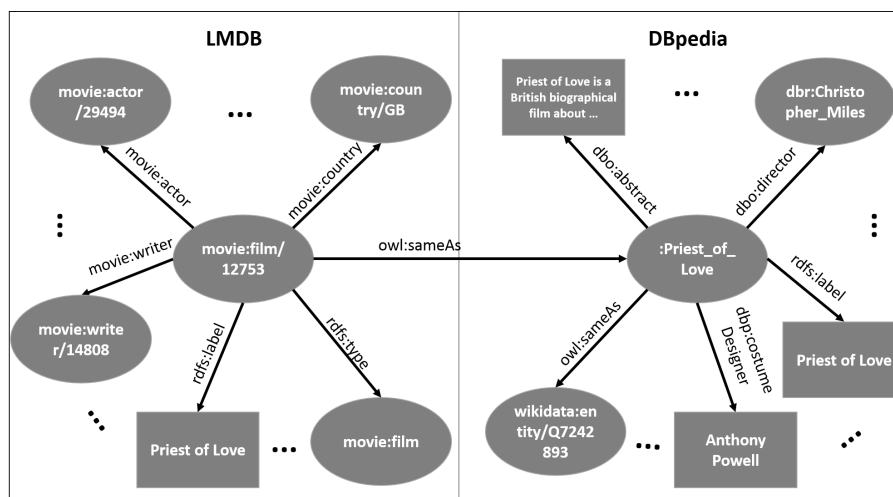 LMDB
DBpedia
movie:actor
/29494
movie:coun
try/GB
Priest of Love is a
British biographical
film about ...
dbr:Christo
pher_Miles
movie:actor
movie:country
dbo:abstract
dbo:director
movie:writer
movie:film/
12753
owl:sameAs
:Priest_of_
Love
rdfs:label
movie:write
r/14808
rdfs:label
rdfs:type
owl:sameAs
dbp:costume
Designer
Priest of Love
Priest of Love
movie:film
wikidata:en
tity/Q7242
893
Anthony
Powell